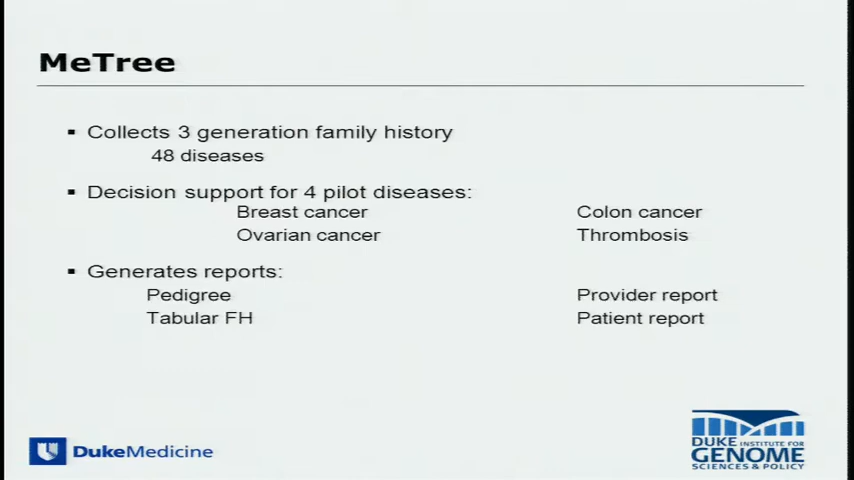 MeTree
▪ Collects 3 generation family history
48 diseases
▪ Decision support for 4 pilot diseases:
Breast cancer Colon cancer
Ovarian cancer Thrombosis
▪ Generates reports:
Pedigree Provider report
Tabular FH Patient report
DukeMedicine
DUKE INSTITUTE FOR
GENOME
SCIENCES & POLICY